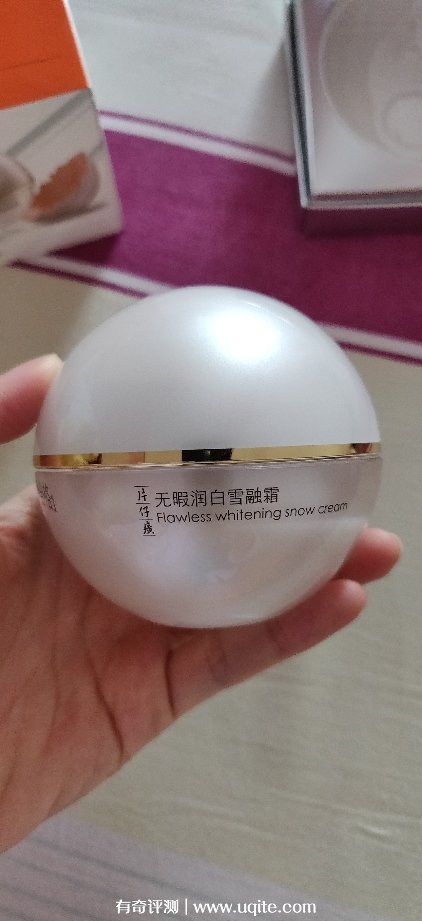 片仔癀
无暇润白雪融霜
Flawless whitening snow cream
有奇评测 | www.uqite.com